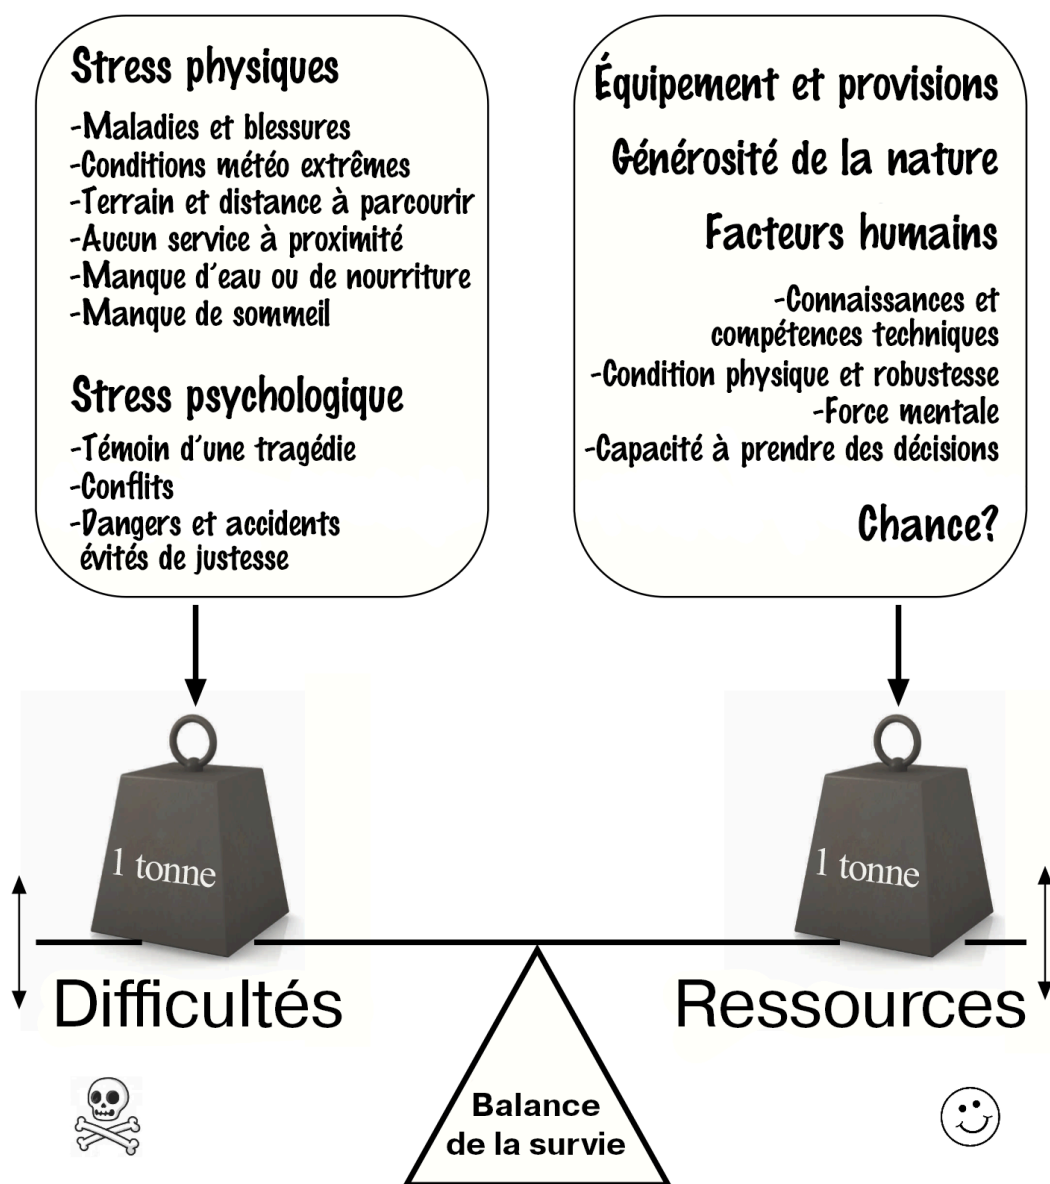 Stress physiques
-Maladies et blessures
-Conditions météo extrêmes
-Terrain et distance à parcourir
-Aucun service à proximité
-Manque d'eau ou de nourriture
-Manque de sommeil
Stress psychologique
-Témoin d'une tragédie
-Conflits
-Dangers et accidents
évités de justesse
Équipement et provisions
Générosité de la nature
Facteurs humains
-Connaissances et
compétences techniques
-Condition physique et robustesse
-Force mentale
-Capacité à prendre des décisions
Chance?
1 tonne
1 tonne
Difficultés
Ressources
Balance
de la survie